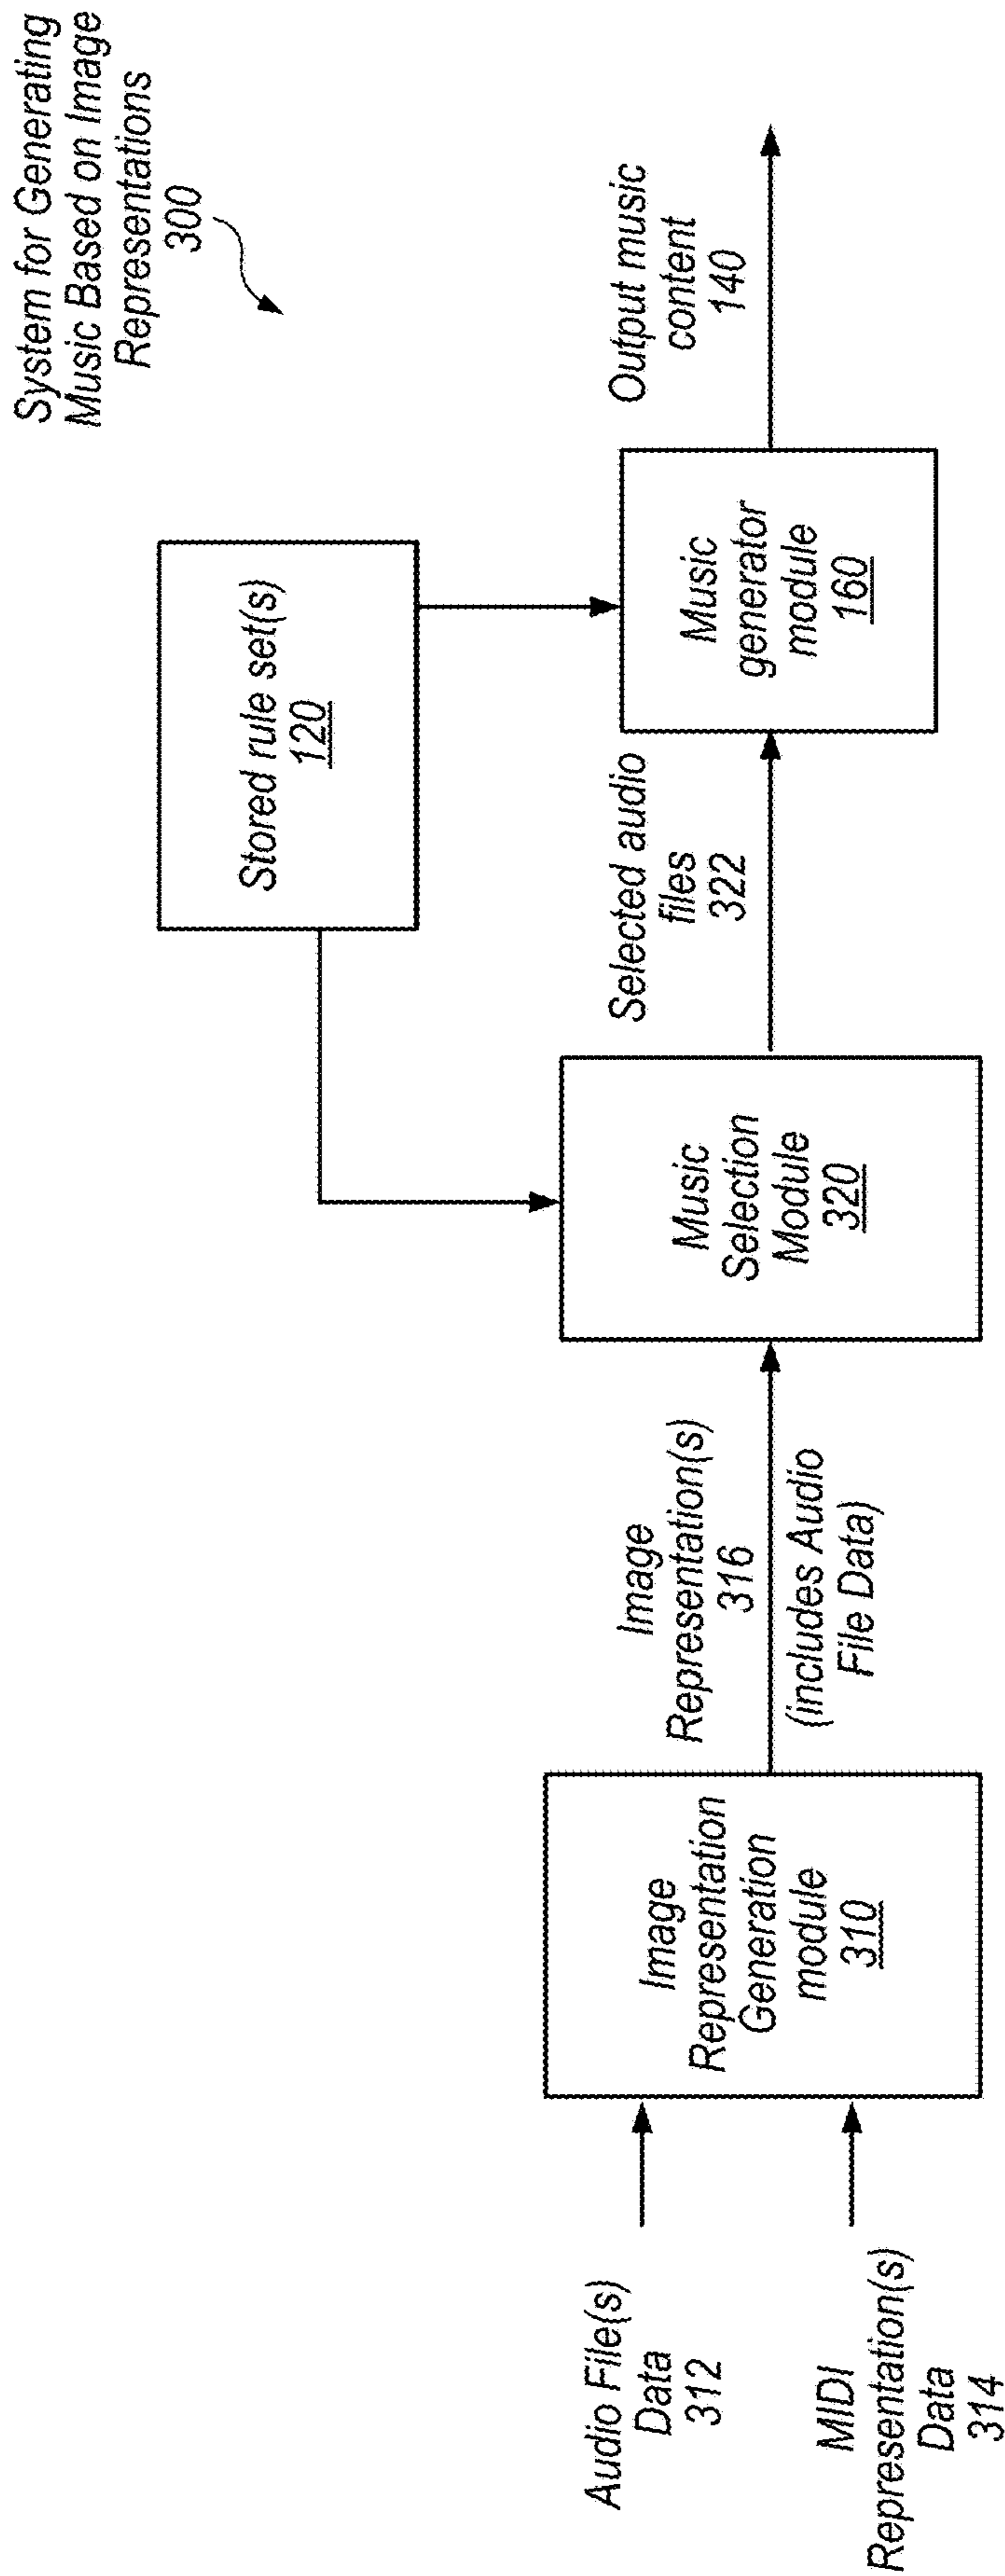 System for Generating
Music Based on Image
Representations
300
Stored rule set(s)
120
Audio File(s)
Data
312
MIDI
Representation(s)
Data
314
Image
Representation
Generation
module
310
Image
Representation(s)
316
(includes Audio
File Data)
Music
Selection
Module
320
Selected audio
files
322
Music
generator
module
160
Output music
content
140